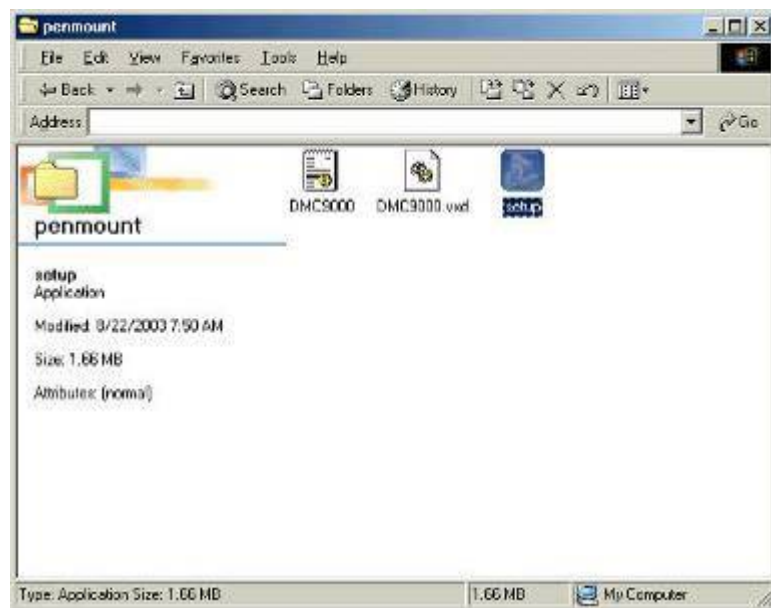 penmount
File Edit View Favorites Tools Help
Back Search Folders History
Address Go
penmount
DMC9000 DMC9000.vxd setup
setup
Application
Modified: 8/22/2003 7:50 AM
Size: 1.66 MB
Attributes: (normal)
Type: Application Size: 1.66 MB 1.66 MB My Computer